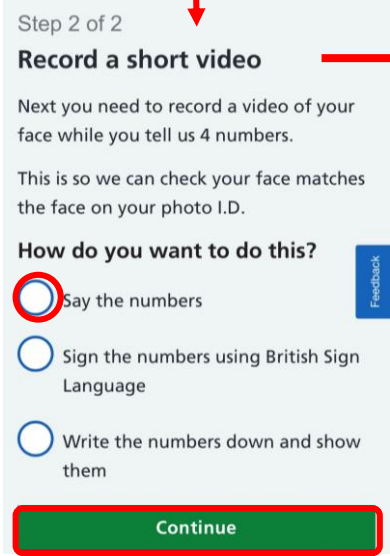 Step 2 of 2
Record a short video
Next you need to record a video of your
face while you tell us 4 numbers.
This is so we can check your face matches
the face on your photo I.D.
How do you want to do this?
Feedback
Say the numbers
Sign the numbers using British Sign
Language
Write the numbers down and show
them
Continue